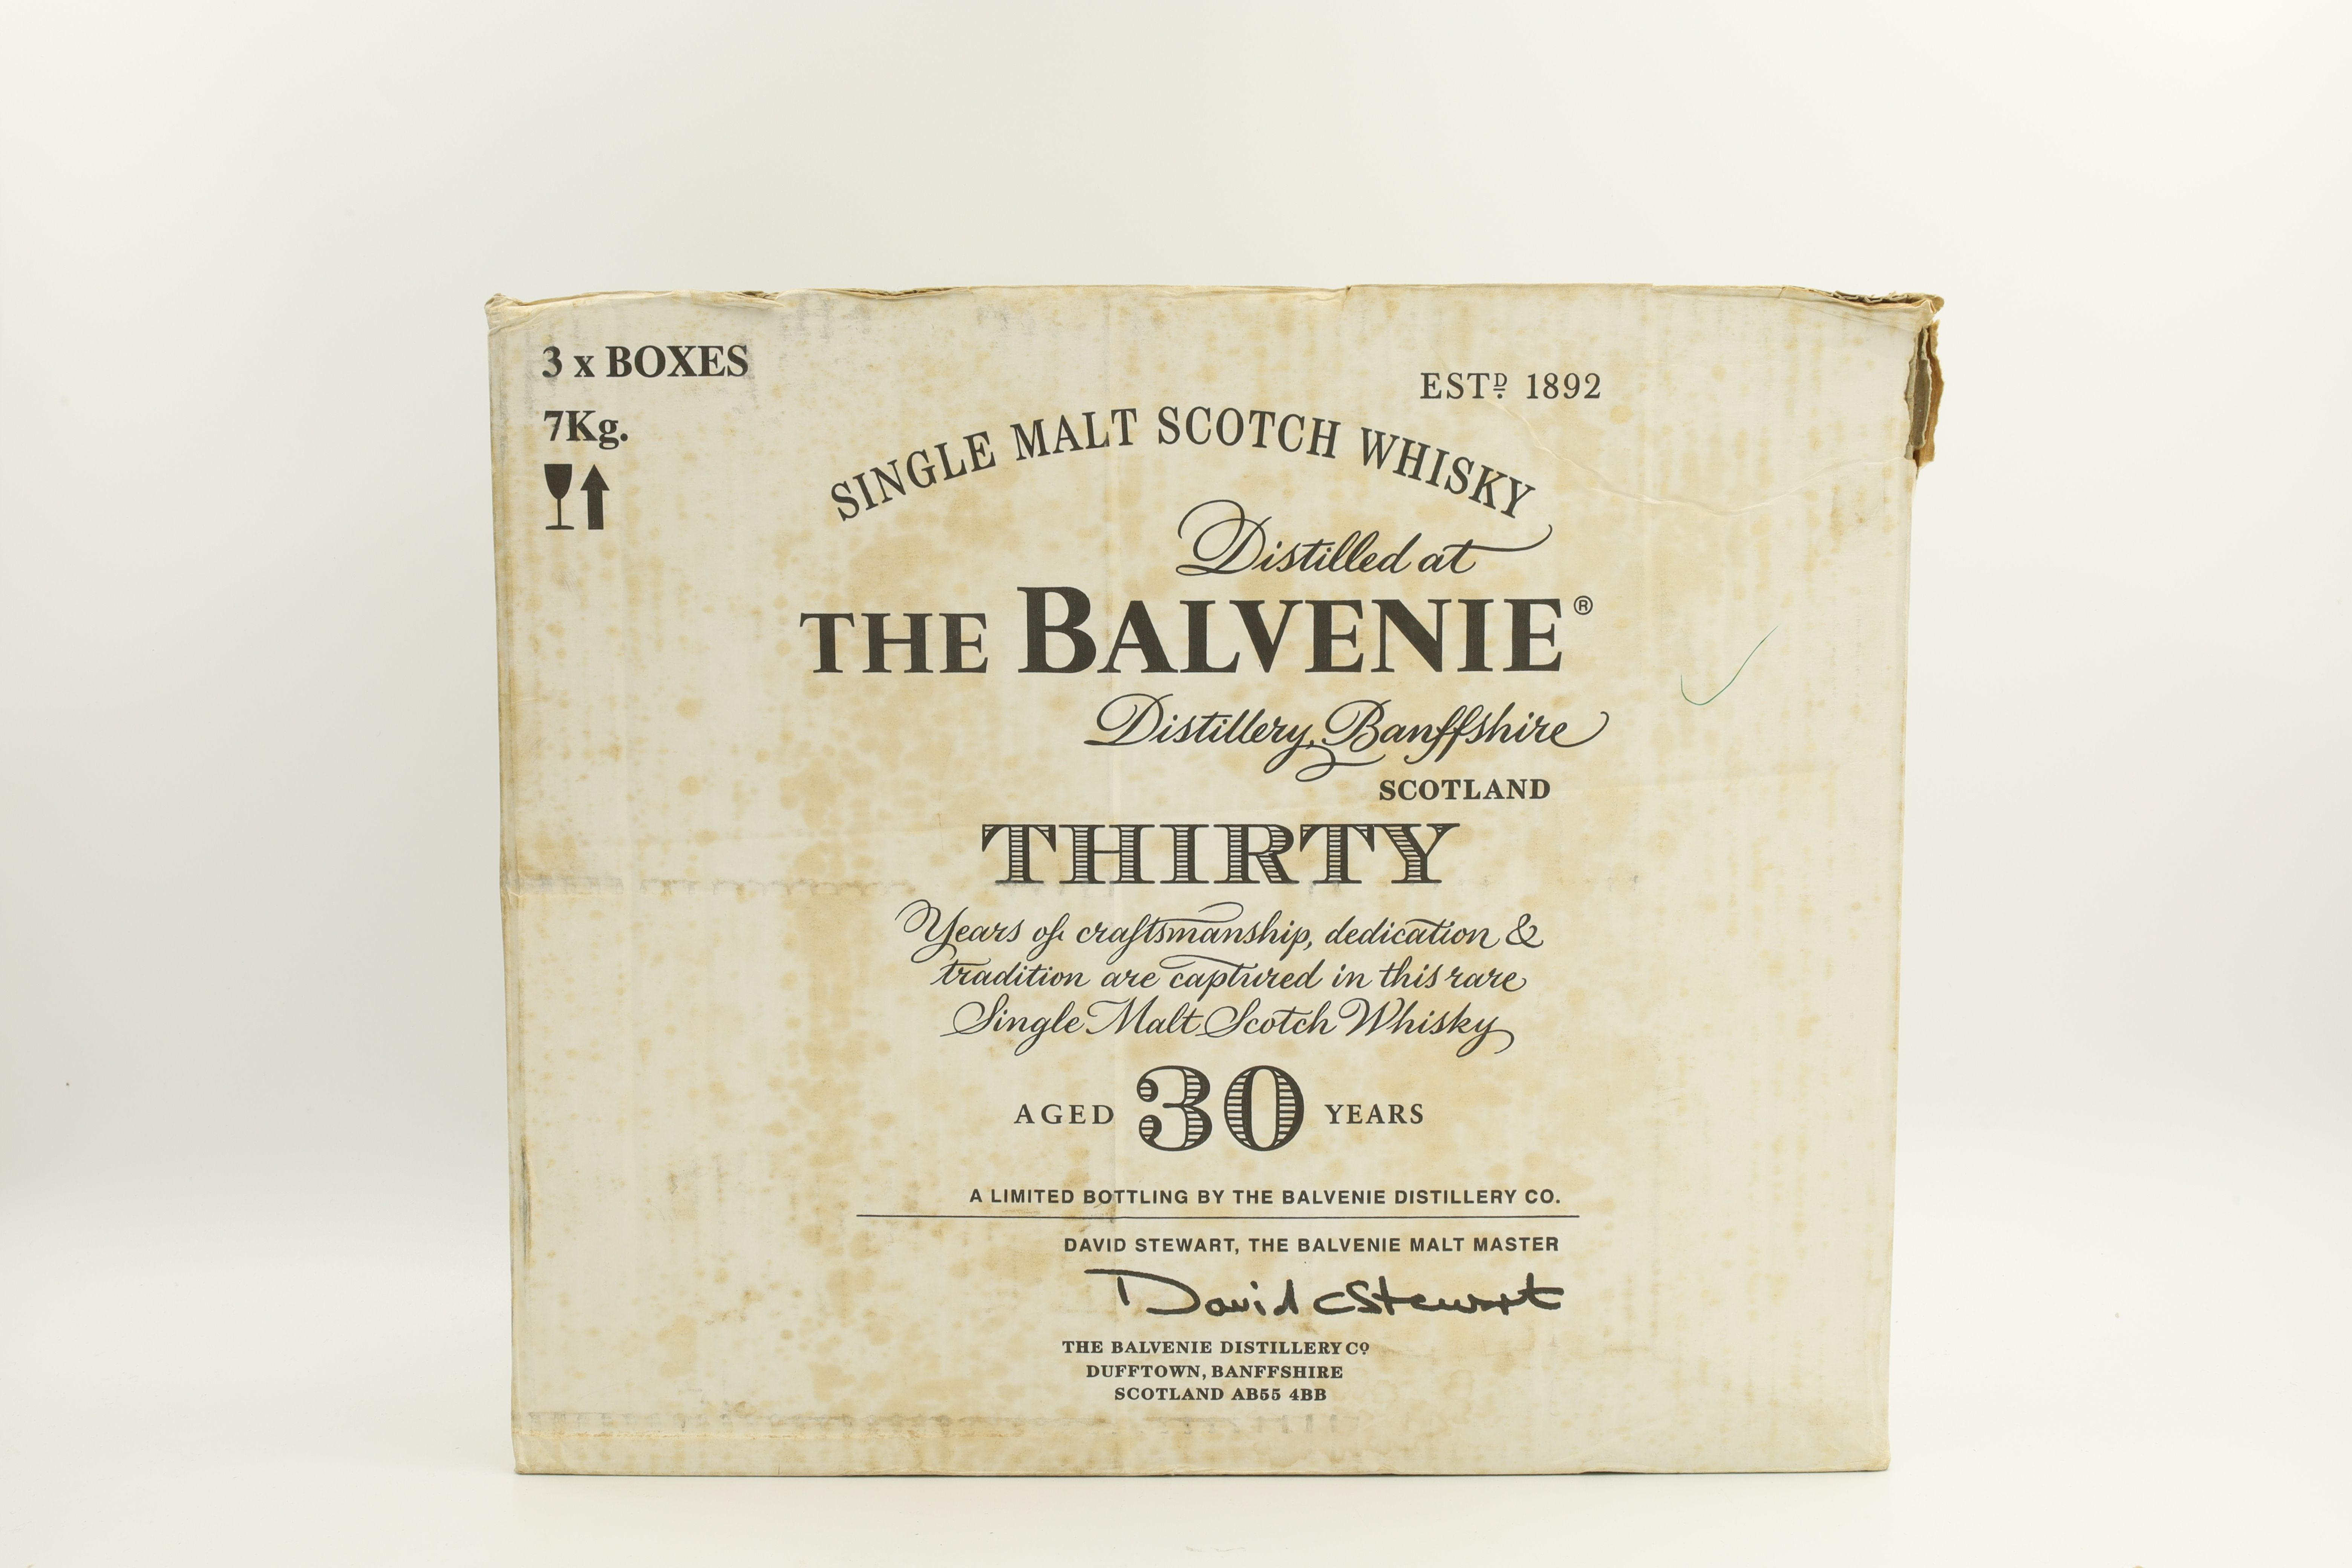 3 x BOXES
7Kg.
ESTD. 1892
SINGLE MALT SCOTCH WHISKY
Distilled at
THE BALVENIE®
Distillery, Banffshire
SCOTLAND
THIRTY
Years of craftsmanship, dedication &
tradition are captured in this rare
Single Malt Scotch Whisky
AGED 30 YEARS
A LIMITED BOTTLING BY THE BALVENIE DISTILLERY CO.
DAVID STEWART, THE BALVENIE MALT MASTER
David C Stewart
THE BALVENIE DISTILLERY Co
DUFFTOWN, BANFFSHIRE
SCOTLAND AB55 4BB